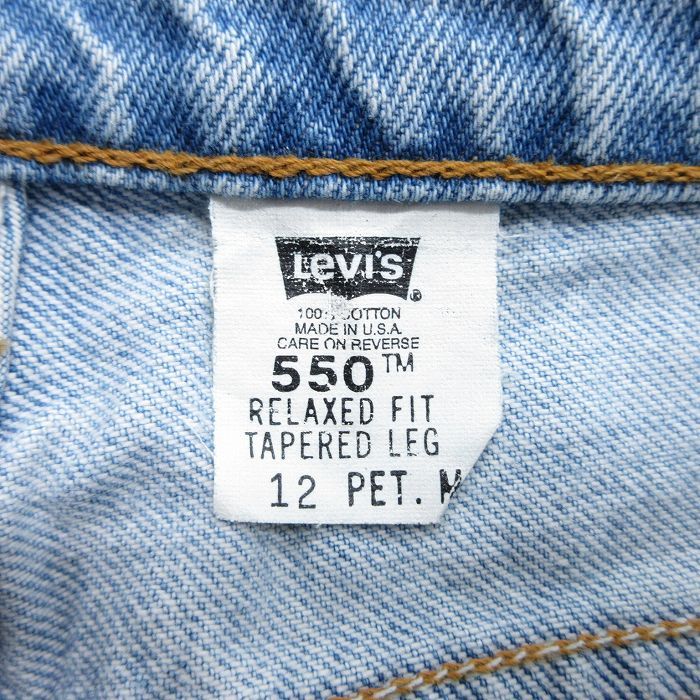 Levi's ®
100% COTTON
MADE IN U.S.A.
CARE ON REVERSE
550™
RELAXED FIT
TAPERED LEG
12 PET. M